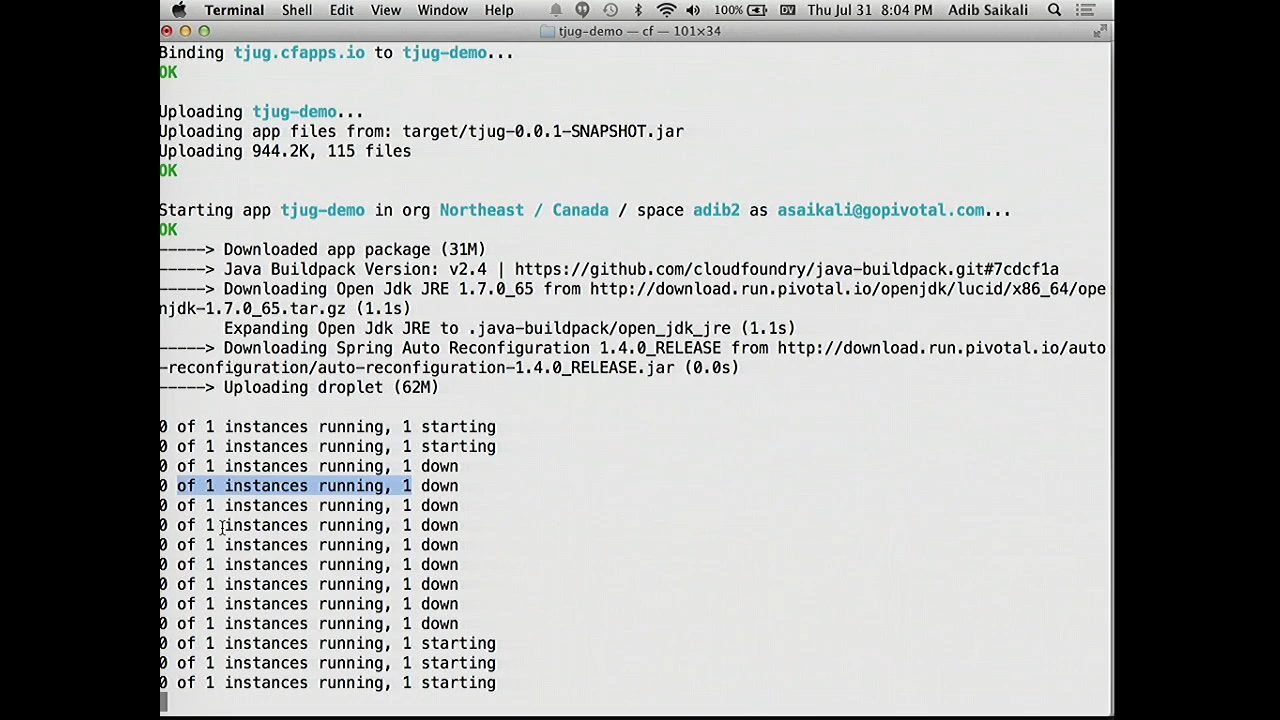 Terminal Shell Edit View Window Help 100% DV Thu Jul 31 8:04 PM Adib Saikali
tjug-demo — cf — 101×34
Binding tjug.cfapps.io to tjug-demo...
OK
Uploading tjug-demo...
Uploading app files from: target/tjug-0.0.1-SNAPSHOT.jar
Uploading 944.2K, 115 files
OK
Starting app tjug-demo in org Northeast / Canada / space adib2 as asaikali@gopivotal.com...
OK
-----> Downloaded app package (31M)
-----> Java Buildpack Version: v2.4 | https://github.com/cloudfoundry/java-buildpack.git#7cdcf1a
-----> Downloading Open Jdk JRE 1.7.0_65 from http://download.run.pivotal.io/openjdk/lucid/x86_64/ope
njdk-1.7.0_65.tar.gz (1.1s)
Expanding Open Jdk JRE to .java-buildpack/open_jdk_jre (1.1s)
-----> Downloading Spring Auto Reconfiguration 1.4.0_RELEASE from http://download.run.pivotal.io/auto
-reconfiguration/auto-reconfiguration-1.4.0_RELEASE.jar (0.0s)
-----> Uploading droplet (62M)
0 of 1 instances running, 1 starting
0 of 1 instances running, 1 starting
0 of 1 instances running, 1 down
0 of 1 instances running, 1 down
0 of 1 instances running, 1 down
0 of 1 instances running, 1 down
0 of 1 instances running, 1 down
0 of 1 instances running, 1 down
0 of 1 instances running, 1 down
0 of 1 instances running, 1 down
0 of 1 instances running, 1 down
0 of 1 instances running, 1 starting
0 of 1 instances running, 1 starting
0 of 1 instances running, 1 starting